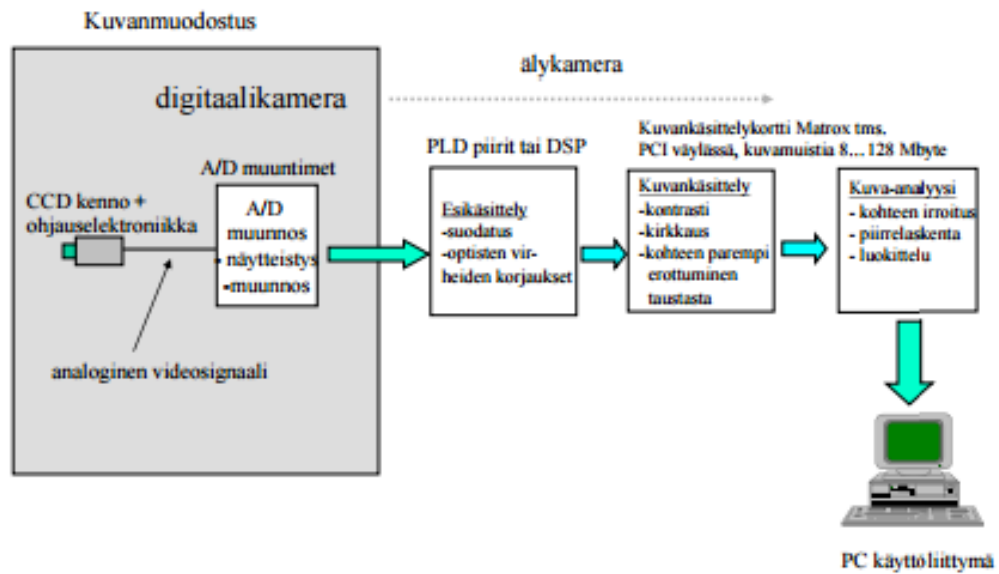 Kuvanmuodostus
digitaalikamera
älykamera
A/D muuntimet
CCD kenno +
ohjauselektroniikka
A/D
muunnos
- näytteistys
-muunnos
analoginen videosignaali
PLD piirit tai DSP
Esikäsittely
-suodatus
-optisten vir-
heiden korjaukset
Kuvankäsittelykortti Matrox tms.
PCI väylässä, kuvamuistia 8... 128 Mbyte
Kuvankäsittely
-kontrasti
-kirkkaus
-kohteen parempi
erottuminen
taustasta
Kuva-analyysi
- kohteen irroitus
- piirrelaskenta
- luokittelu
PC käyttöliittymä